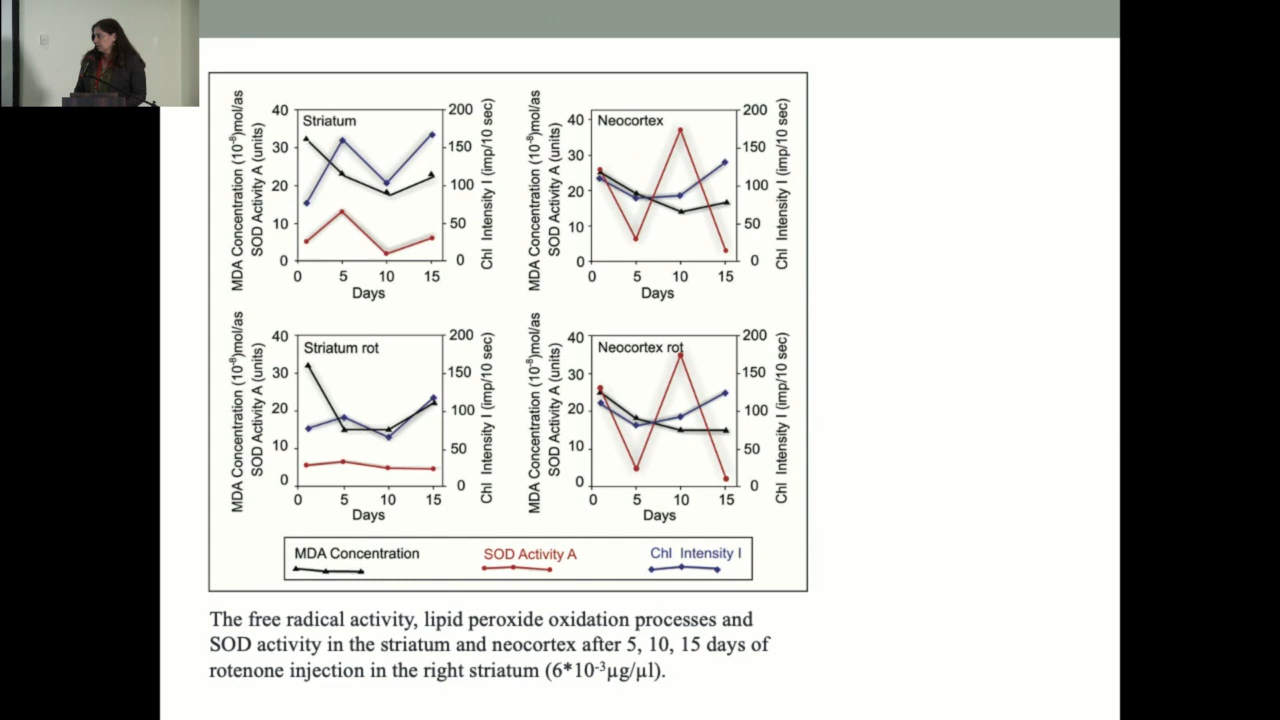 MDA Concentration (10⁻⁸)mol/as
SOD Activity A (units)
40
30
20
10
0
Striatum
200
150
100
50
0
Chl Intensity I (imp/10 sec)
0 5 10 15
Days
MDA Concentration (10⁻⁸)mol/as
SOD Activity A (units)
40
30
20
10
0
Neocortex
200
150
100
50
0
Chl Intensity I (imp/10 sec)
0 5 10 15
Days
MDA Concentration (10⁻⁸)mol/as
SOD Activity A (units)
40
30
20
10
0
Striatum rot
200
150
100
50
0
Chl Intensity I (imp/10 sec)
0 5 10 15
Days
MDA Concentration (10⁻⁸)mol/as
SOD Activity A (units)
40
30
20
10
0
Neocortex rot
200
150
100
50
0
Chl Intensity I (imp/10 sec)
0 5 10 15
Days
MDA Concentration SOD Activity A Chl Intensity I
The free radical activity, lipid peroxide oxidation processes and
SOD activity in the striatum and neocortex after 5, 10, 15 days of
rotenone injection in the right striatum (6*10⁻³µg/µl).